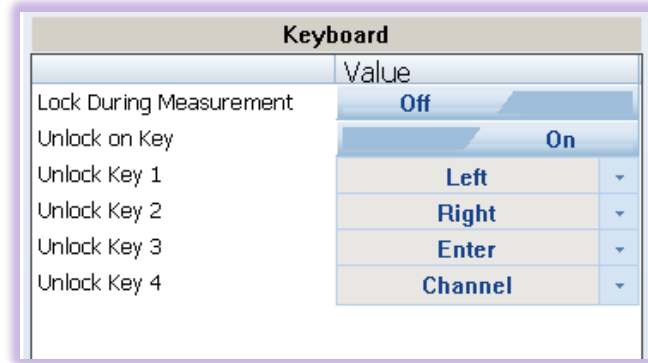 Keyboard
Value
Lock During Measurement Off
Unlock on Key On
Unlock Key 1 Left
Unlock Key 2 Right
Unlock Key 3 Enter
Unlock Key 4 Channel